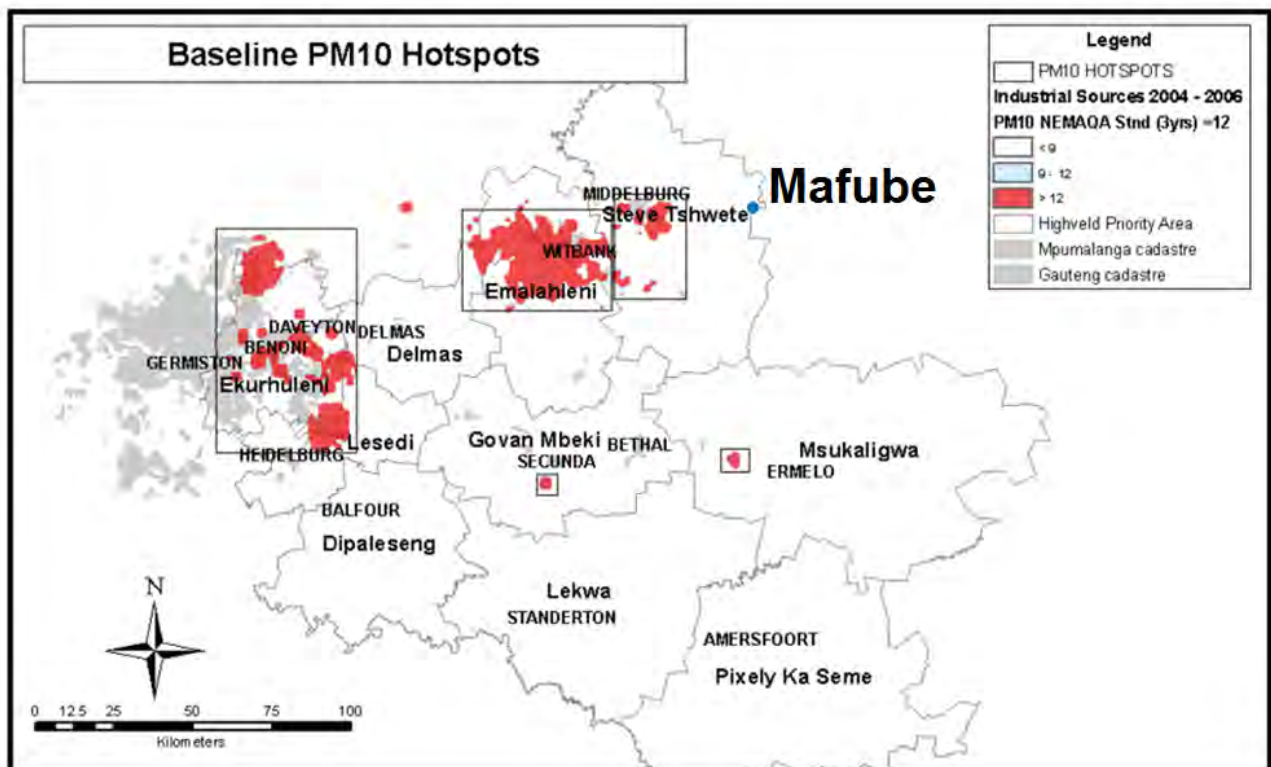 Baseline PM10 Hotspots
Legend
PM10 HOTSPOTS
Industrial Sources 2004 - 2006
PM10 NEMAQA Stnd (3yrs) =12
< 9
9 - 12
> 12
Highveld Priority Area
Mpumalanga cadastre
Gauteng cadastre
Mafube
MIDDELBURG
Steve Tshwete
WITBANK
Emalahleni
DAVEYTON
DELMAS
BENONI
Delmas
GERMISTON
Ekurhuleni
Lesedi
HEIDELBURG
Govan Mbeki
BETHAL
SECUNDA
Msukaligwa
ERMELO
BALFOUR
Dipaleseng
Lekwa
STANDERTON
AMERSFOORT
Pixely Ka Seme
N
0 12.5 25 50 75 100
Kilometers